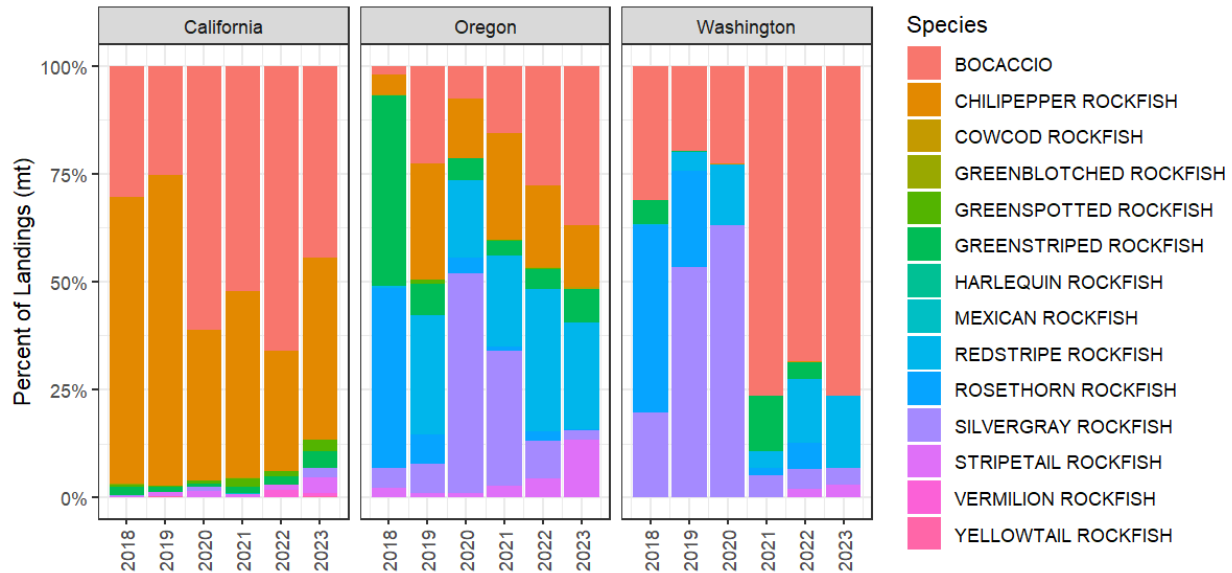 California Oregon Washington
Percent of Landings (mt)
100%
75%
50%
25%
0%
2018 2019 2020 2021 2022 2023 2018 2019 2020 2021 2022 2023 2018 2019 2020 2021 2022 2023
Species
BOCACCIO
CHILIPEPPER ROCKFISH
COWCOD ROCKFISH
GREENBLOTCHED ROCKFISH
GREENSPOTTED ROCKFISH
GREENSTRIPED ROCKFISH
HARLEQUIN ROCKFISH
MEXICAN ROCKFISH
REDSTRIPE ROCKFISH
ROSETHORN ROCKFISH
SILVERGRAY ROCKFISH
STRIPETAIL ROCKFISH
VERMILION ROCKFISH
YELLOWTAIL ROCKFISH